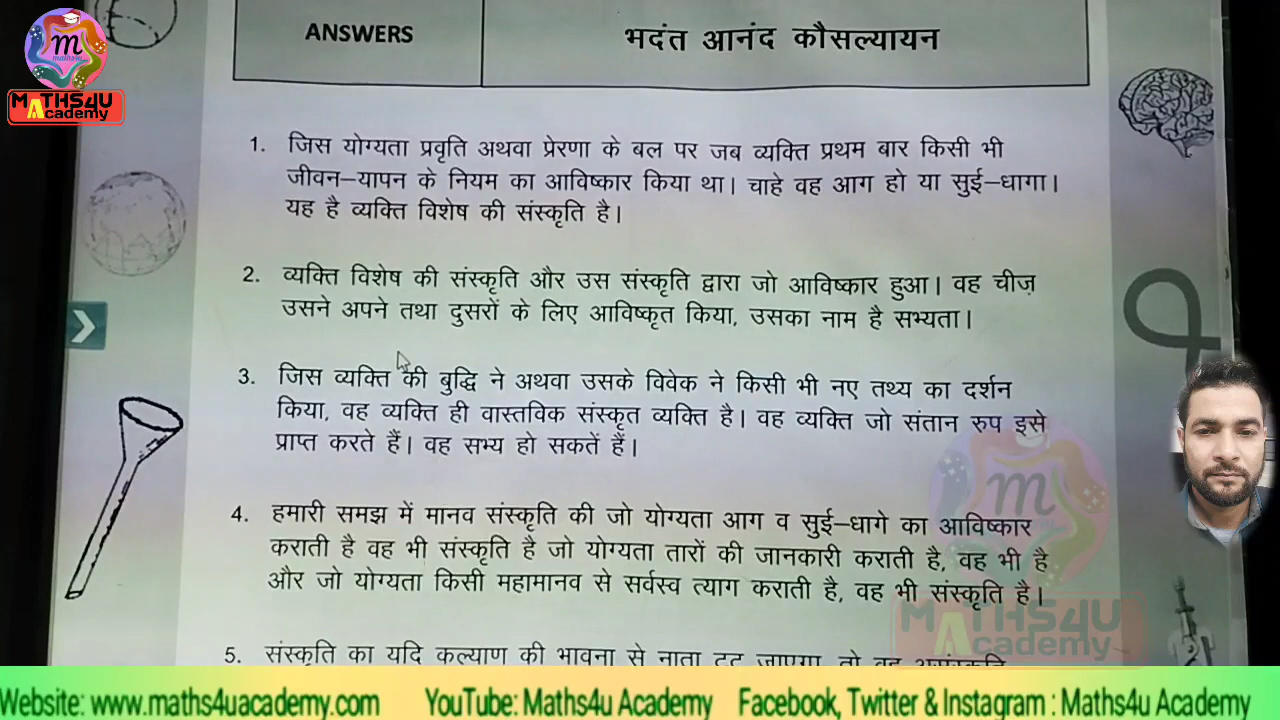 m
maths4u
MATHS4U
Academy
ANSWERS
भदंत आनंद कौसल्यायन
1. जिस योग्यता प्रवृति अथवा प्रेरणा के बल पर जब व्यक्ति प्रथम बार किसी भी
जीवन–यापन के नियम का आविष्कार किया था। चाहे वह आग हो या सुई–धागा।
यह है व्यक्ति विशेष की संस्कृति है।
2. व्यक्ति विशेष की संस्कृति और उस संस्कृति द्वारा जो आविष्कार हुआ। वह चीज़
उसने अपने तथा दुसरों के लिए आविष्कृत किया, उसका नाम है सभ्यता।
3. जिस व्यक्ति की बुद्धि ने अथवा उसके विवेक ने किसी भी नए तथ्य का दर्शन
किया, वह व्यक्ति ही वास्तविक संस्कृत व्यक्ति है। वह व्यक्ति जो संतान रुप इसे
प्राप्त करते हैं। वह सभ्य हो सकतें हैं।
4. हमारी समझ में मानव संस्कृति की जो योग्यता आग व सुई–धागे का आविष्कार
कराती है वह भी संस्कृति है जो योग्यता तारों की जानकारी कराती है, वह भी है
और जो योग्यता किसी महामानव से सर्वस्व त्याग कराती है, वह भी संस्कृति है।
m
MATHS4U
Academy
5. संस्कृति का यदि कल्याण की भावना से नाता टूट जाएगा, तो वह असंस्कृति
Website: www.maths4uacademy.com YouTube: Maths4u Academy Facebook, Twitter & Instagram : Maths4u Academy